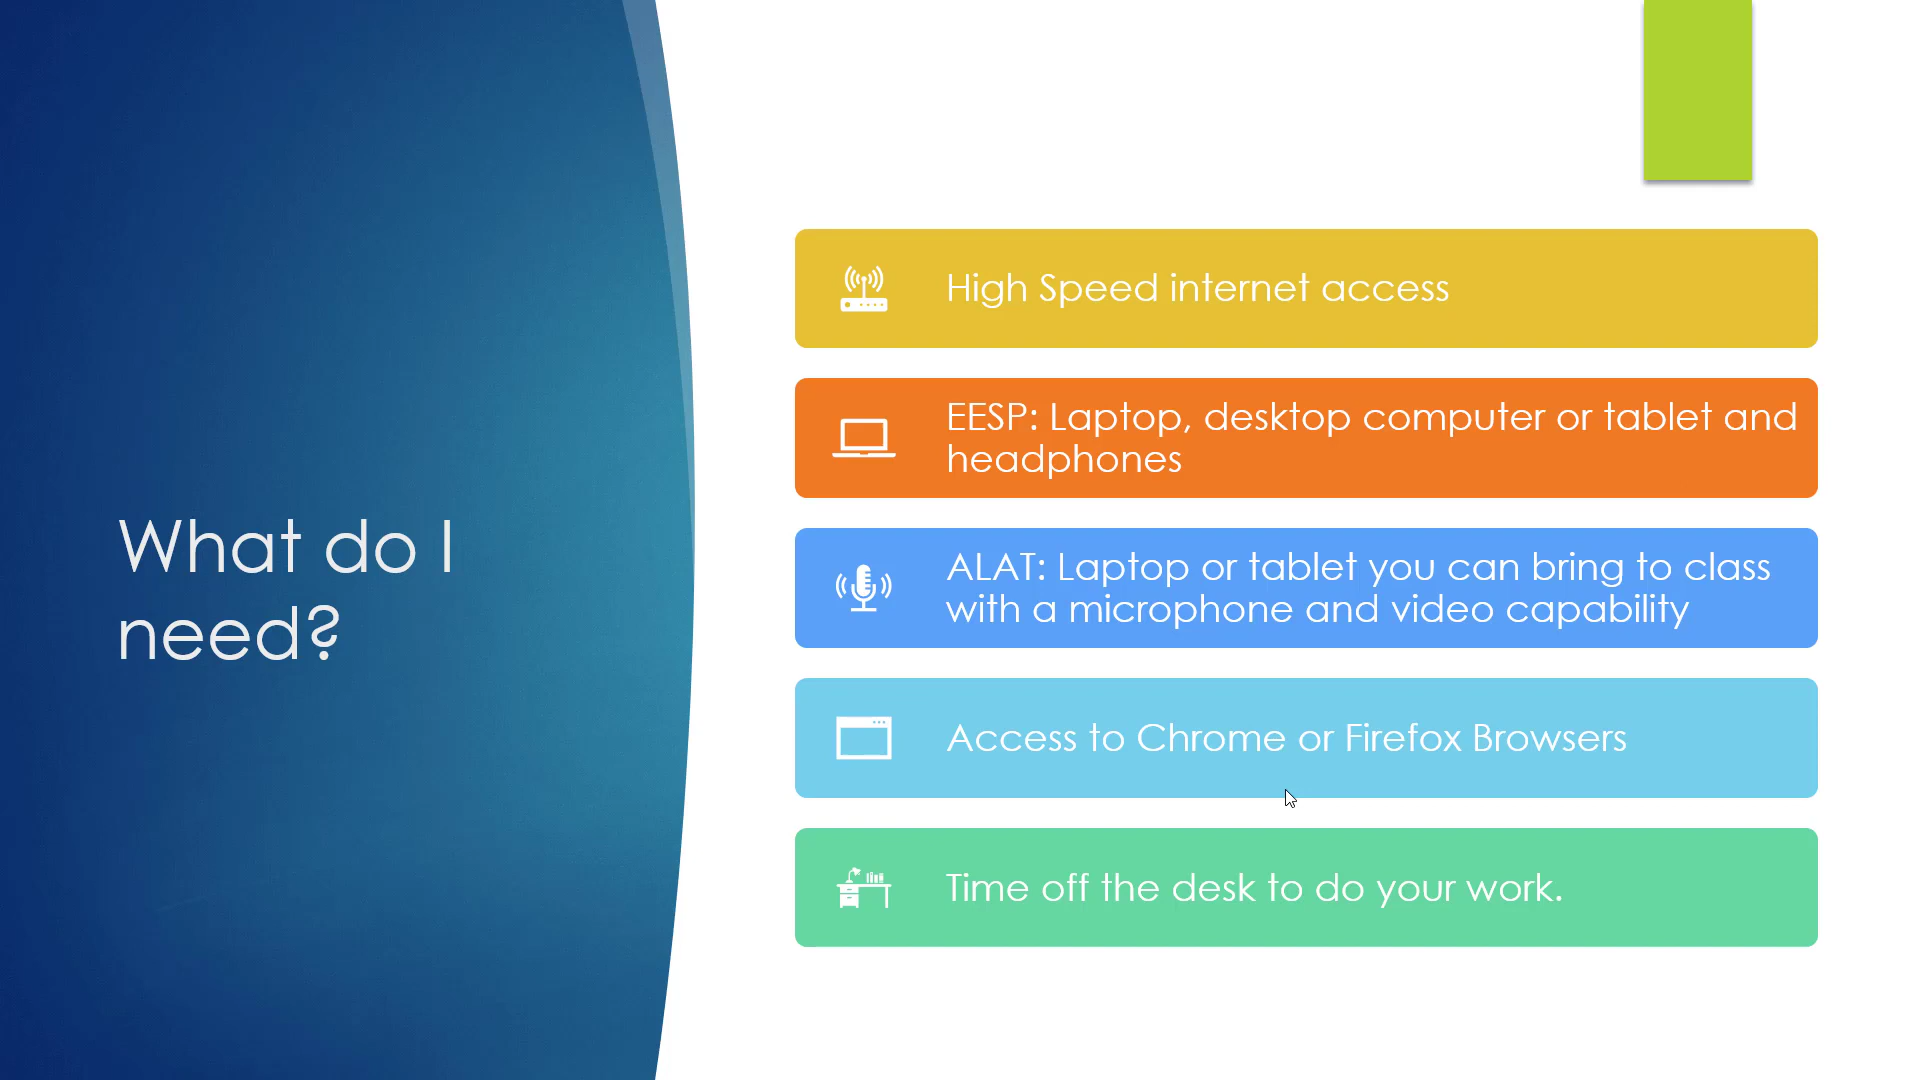 What do I
need?
High Speed internet access
EESP: Laptop, desktop computer or tablet and
headphones
ALAT: Laptop or tablet you can bring to class
with a microphone and video capability
Access to Chrome or Firefox Browsers
Time off the desk to do your work.